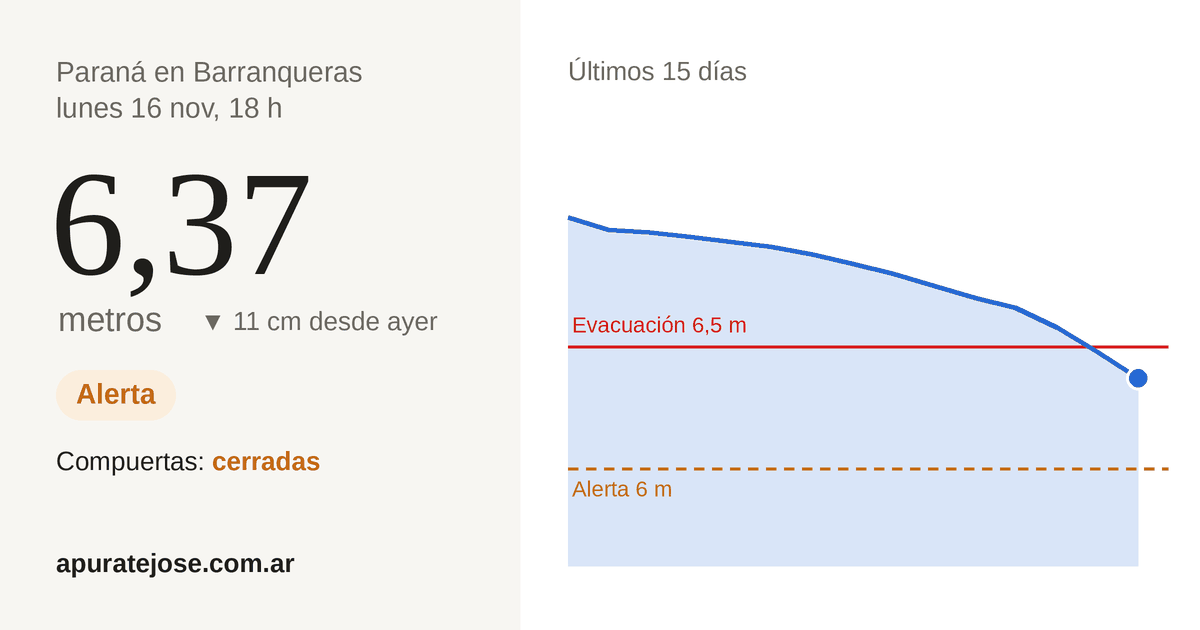 Paraná en Barranqueras
lunes 16 nov, 18 h
6,37
metros ▼ 11 cm desde ayer
Alerta
Compuertas: cerradas
apuratejose.com.ar
Últimos 15 días
Evacuación 6,5 m
Alerta 6 m